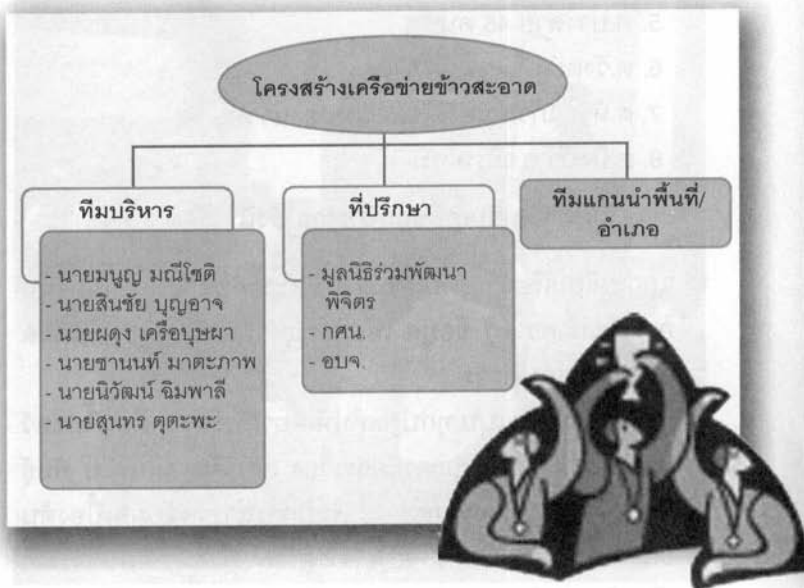 โครงสร้างเครือข่ายข้าวสะอาด
ทีมบริหาร
- นายมนูญ มณีโชติ
- นายสินชัย บุญอาจ
- นายผดุง เครือบุษผา
- นายชานนท์ มาตะภาพ
- นายนิวัฒน์ ฉิมพาลี
- นายสุนทร ตุตะพะ
ที่ปรึกษา
- มูลนิธิร่วมพัฒนา
พิจิตร
- กศน.
- อบจ.
ทีมแกนนำพื้นที่/
อำเภอ